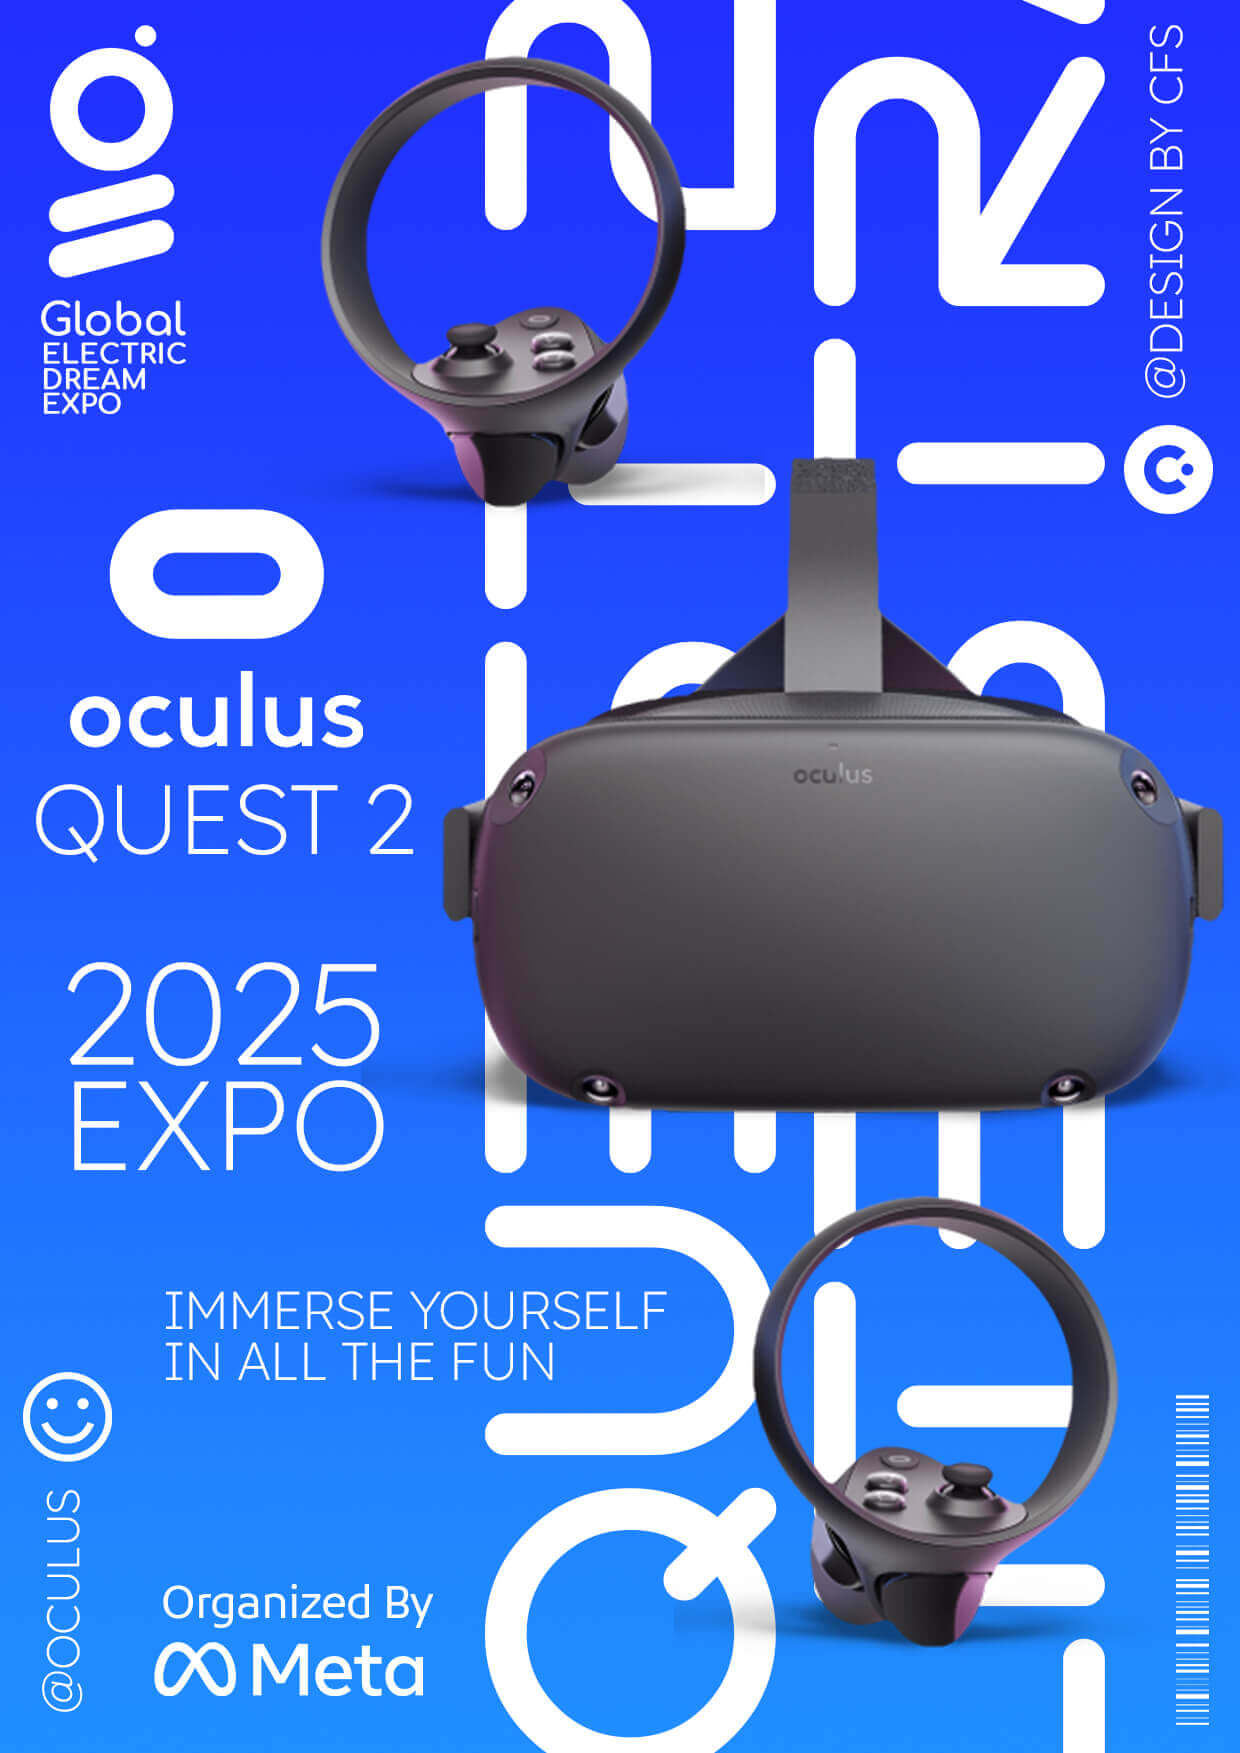 Global
ELECTRIC
DREAM
EXPO
@DESIGN BY CFS
oculus
QUEST 2
oculus
2025
EXPO
IMMERSE YOURSELF
IN ALL THE FUN
@OCULUS
Organized By
Meta